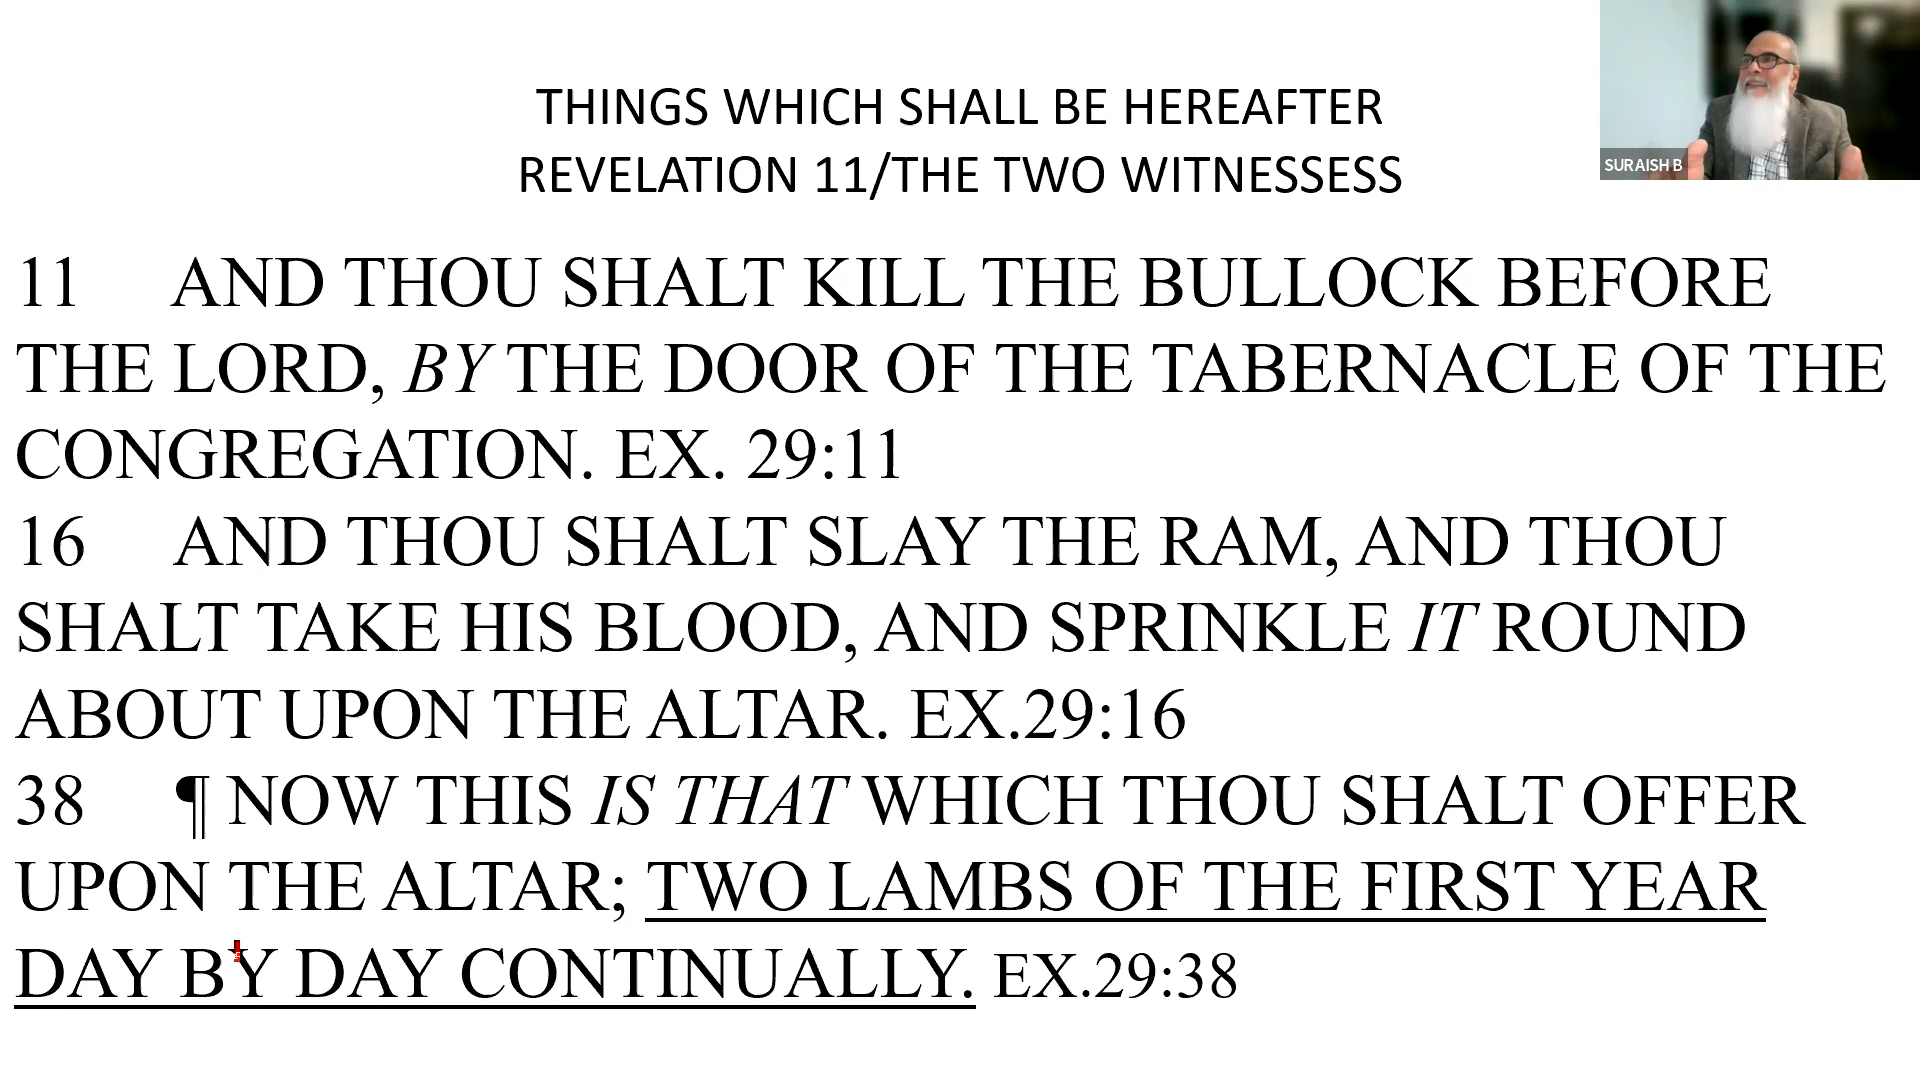 THINGS WHICH SHALL BE HEREAFTER
REVELATION 11/THE TWO WITNESSESS
SURAISH B
11 AND THOU SHALT KILL THE BULLOCK BEFORE
THE LORD, BY THE DOOR OF THE TABERNACLE OF THE
CONGREGATION. EX. 29:11
16 AND THOU SHALT SLAY THE RAM, AND THOU
SHALT TAKE HIS BLOOD, AND SPRINKLE IT ROUND
ABOUT UPON THE ALTAR. EX.29:16
38 ¶ NOW THIS IS THAT WHICH THOU SHALT OFFER
UPON THE ALTAR; TWO LAMBS OF THE FIRST YEAR
DAY BY DAY CONTINUALLY. EX.29:38